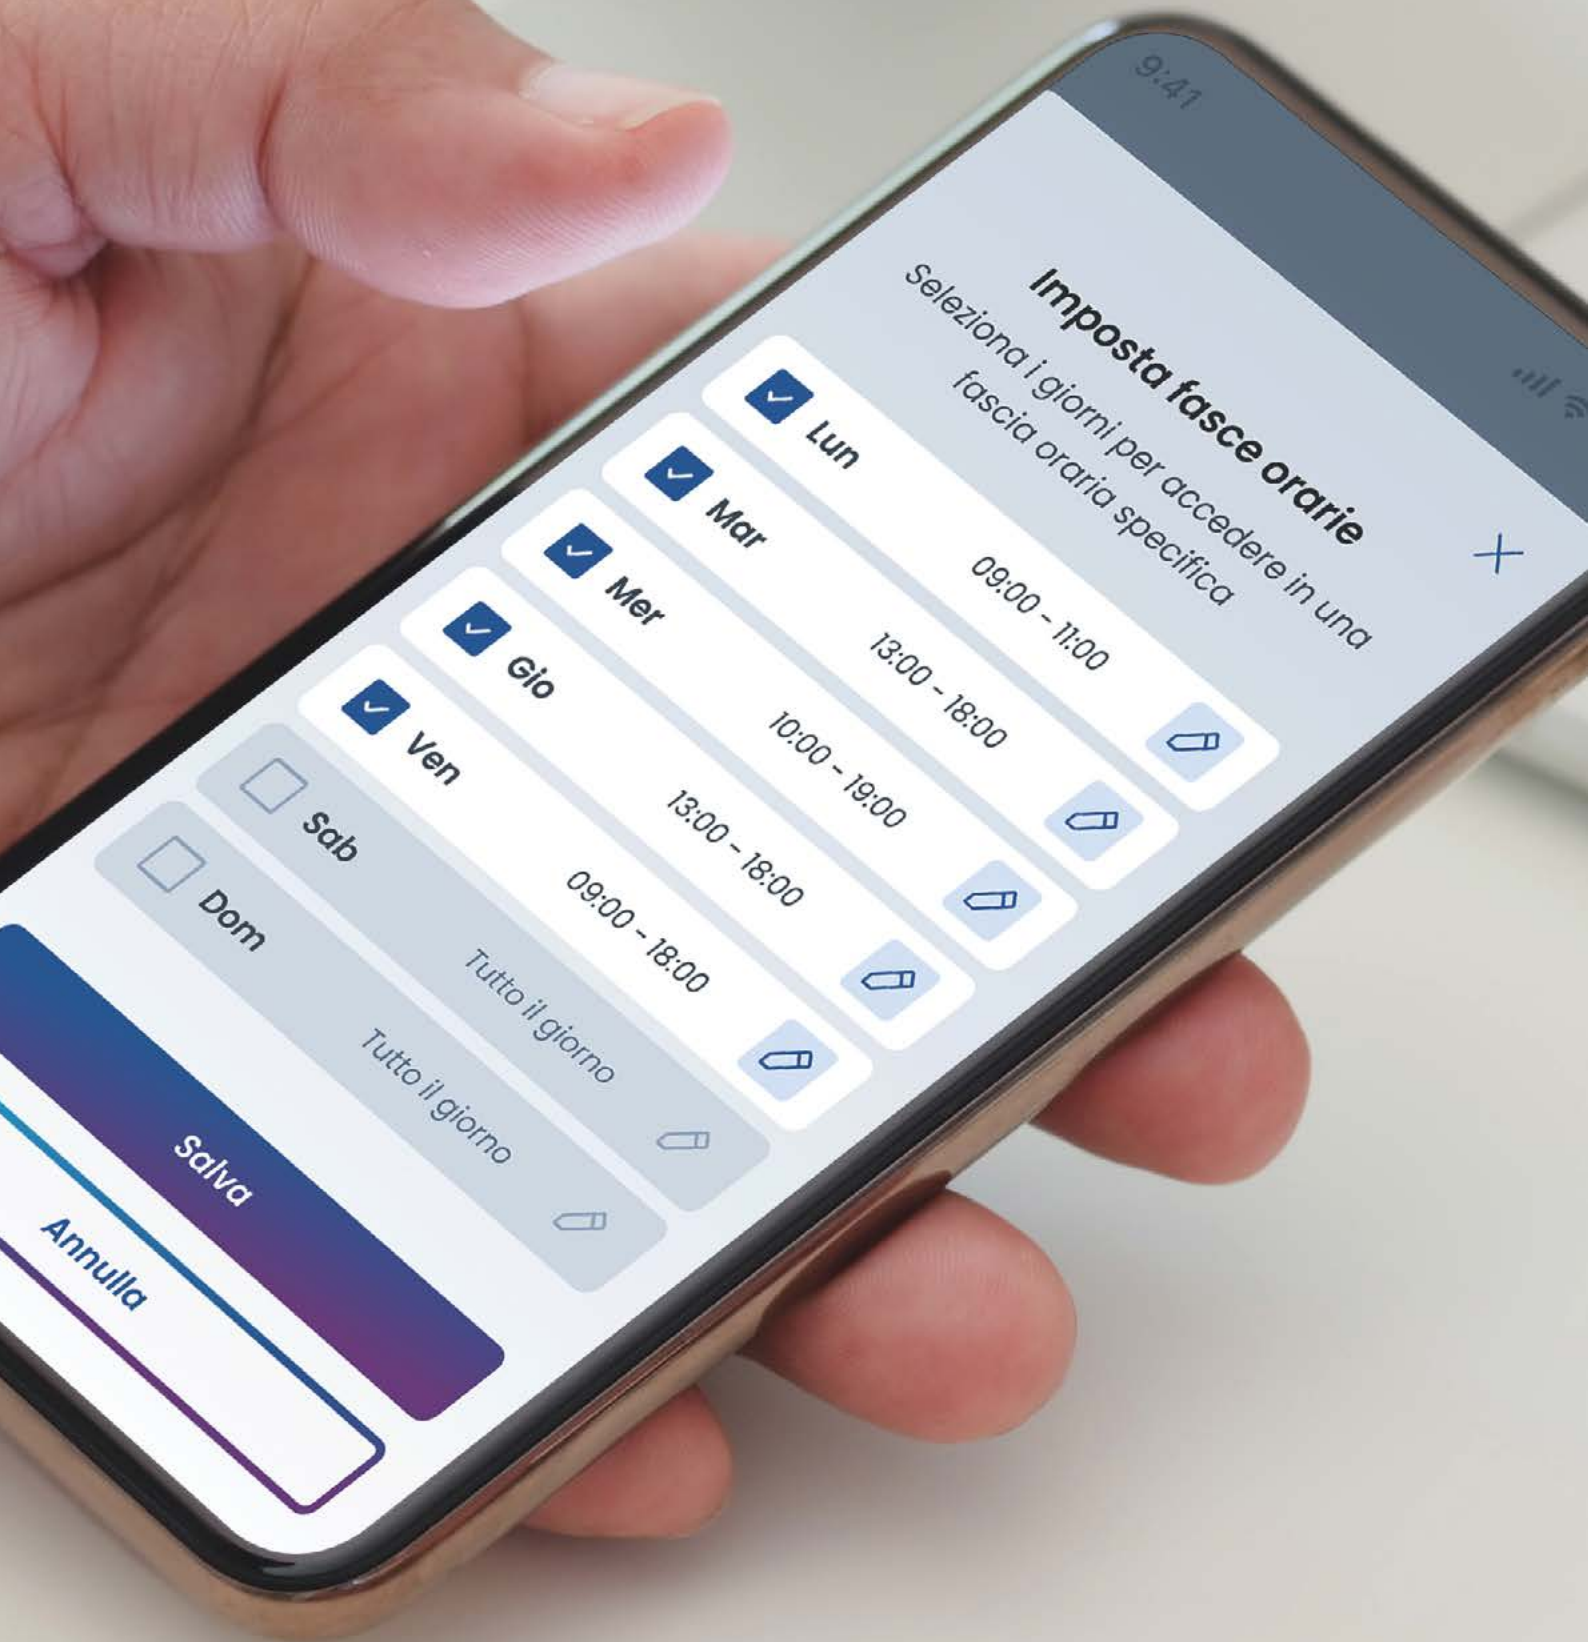 9:41
Imposta fasce orarie
Seleziona i giorni per accedere in una
fascia oraria specifica
Lun 09:00 - 11:00
Mar 13:00 - 18:00
Mer 10:00 - 19:00
Gio 13:00 - 18:00
Ven 09:00 - 18:00
Sab Tutto il giorno
Dom Tutto il giorno
Salva
Annulla